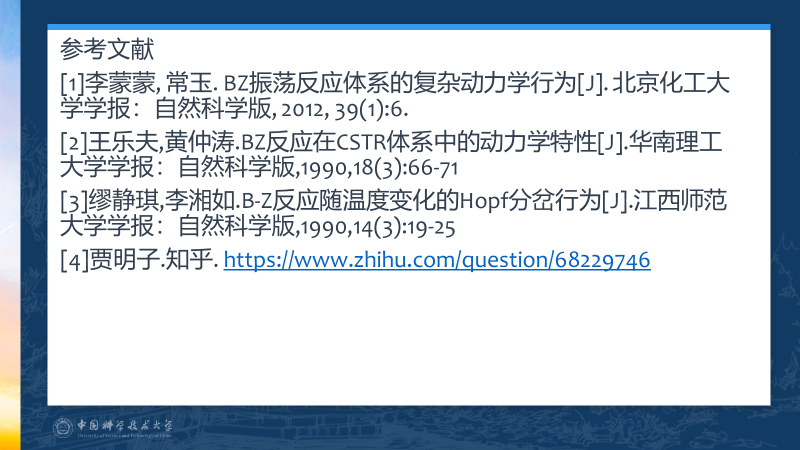 参考文献
[1]李蒙蒙, 常玉. BZ振荡反应体系的复杂动力学行为[J]. 北京化工大
学学报：自然科学版, 2012, 39(1):6.
[2]王乐夫,黄仲涛.BZ反应在CSTR体系中的动力学特性[J].华南理工
大学学报：自然科学版,1990,18(3):66-71
[3]缪静琪,李湘如.B-Z反应随温度变化的Hopf分岔行为[J].江西师范
大学学报：自然科学版,1990,14(3):19-25
[4]贾明子.知乎. https://www.zhihu.com/question/68229746
中国科学技术大学
University of Science and Technology of China